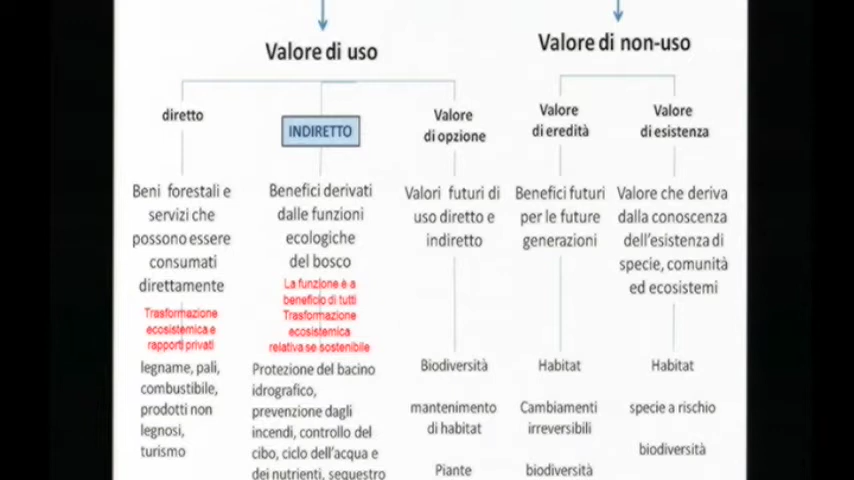 Valore di uso
Valore di non-uso
diretto
INDIRETTO
Valore
di opzione
Valore
di eredità
Valore
di esistenza
Beni forestali e
servizi che
possono essere
consumati
direttamente
Benefici derivati
dalle funzioni
ecologiche
del bosco
Valori futuri di
uso diretto e
indiretto
Benefici futuri
per le future
generazioni
Valore che deriva
dalla conoscenza
dell'esistenza di
specie, comunità
ed ecosistemi
Trasformazione
ecosistemica e
rapporti privati
La funzione è a
beneficio di tutti
Trasformazione
ecosistemica
relativa se sostenibile
legname, pali,
combustibile,
prodotti non
legnosi,
turismo
Protezione del bacino
idrografico,
prevenzione dagli
incendi, controllo del
cibo, ciclo dell'acqua e
dei nutrienti, sequestro
Biodiversità
mantenimento
di habitat
Piante
Habitat
Cambiamenti
irreversibili
biodiversità
Habitat
specie a rischio
biodiversità